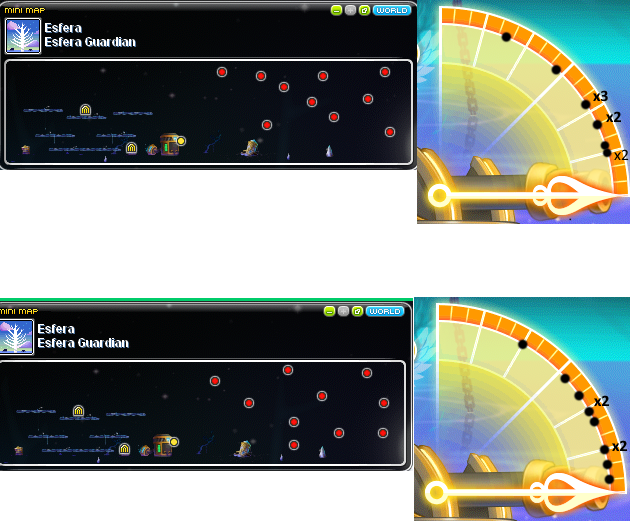 MINI MAP
WORLD
Esfera
Esfera Guardian
x3
x2
x2
MINI MAP
WORLD
Esfera
Esfera Guardian
x2
x2